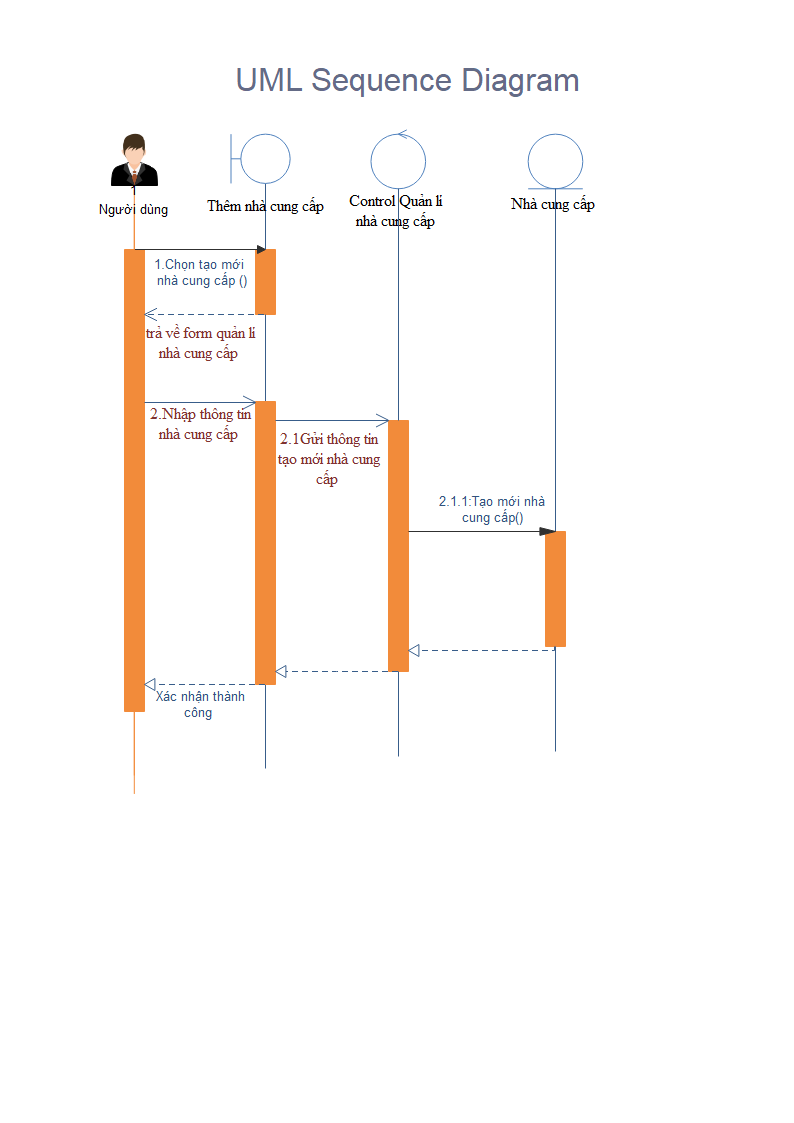 UML Sequence Diagram
Người dùng
Thêm nhà cung cấp
Control Quản lí
nhà cung cấp
Nhà cung cấp
1.Chọn tạo mới
nhà cung cấp ()
trả về form quản lí
nhà cung cấp
2.Nhập thông tin
nhà cung cấp
2.1Gửi thông tin
tạo mới nhà cung
cấp
2.1.1:Tạo mới nhà
cung cấp()
Xác nhận thành
công